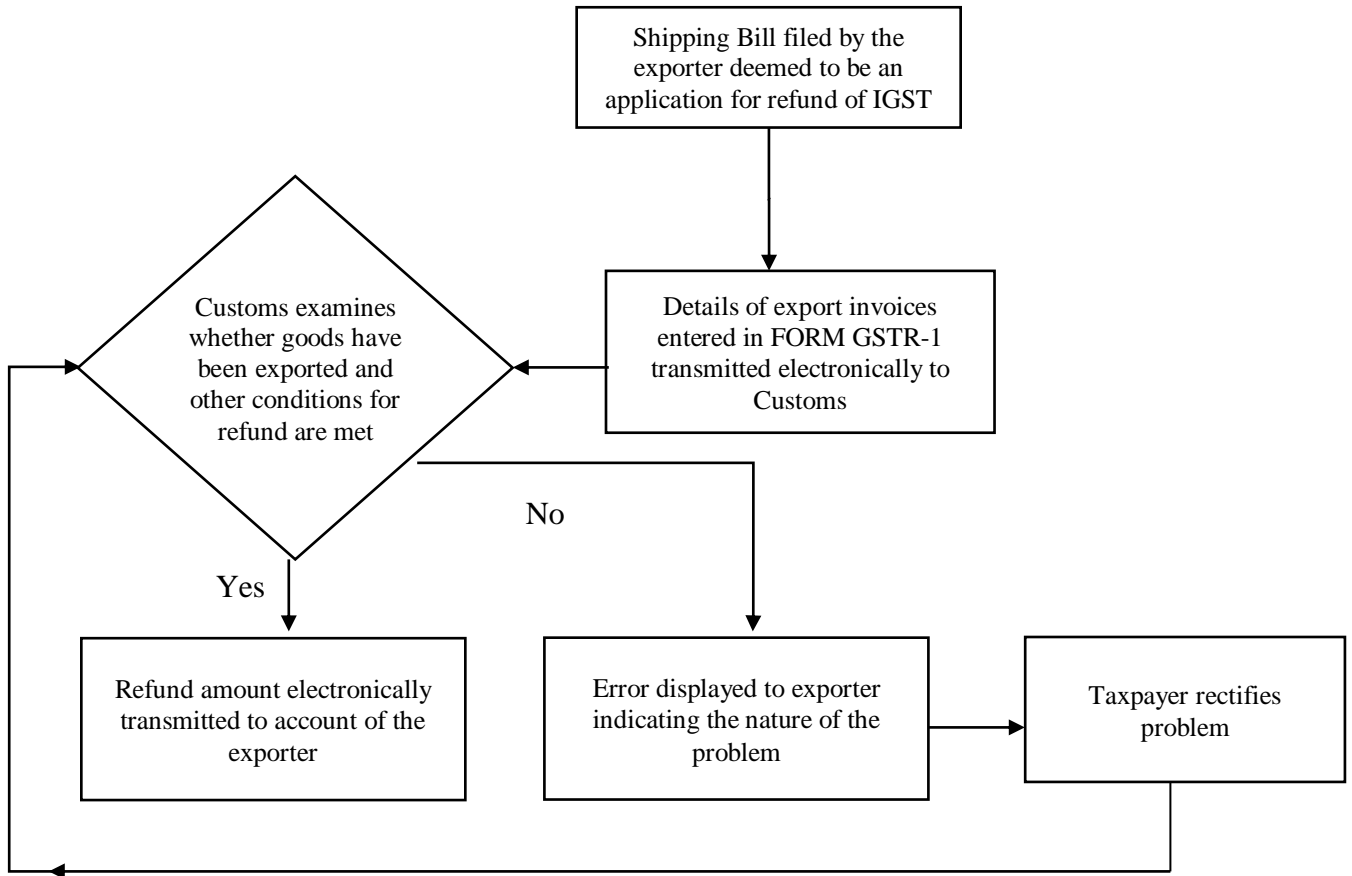 Shipping Bill filed by the
exporter deemed to be an
application for refund of IGST
Details of export invoices
entered in FORM GSTR-1
transmitted electronically to
Customs
Customs examines
whether goods have
been exported and
other conditions for
refund are met
No
Yes
Refund amount electronically
transmitted to account of the
exporter
Error displayed to exporter
indicating the nature of the
problem
Taxpayer rectifies
problem